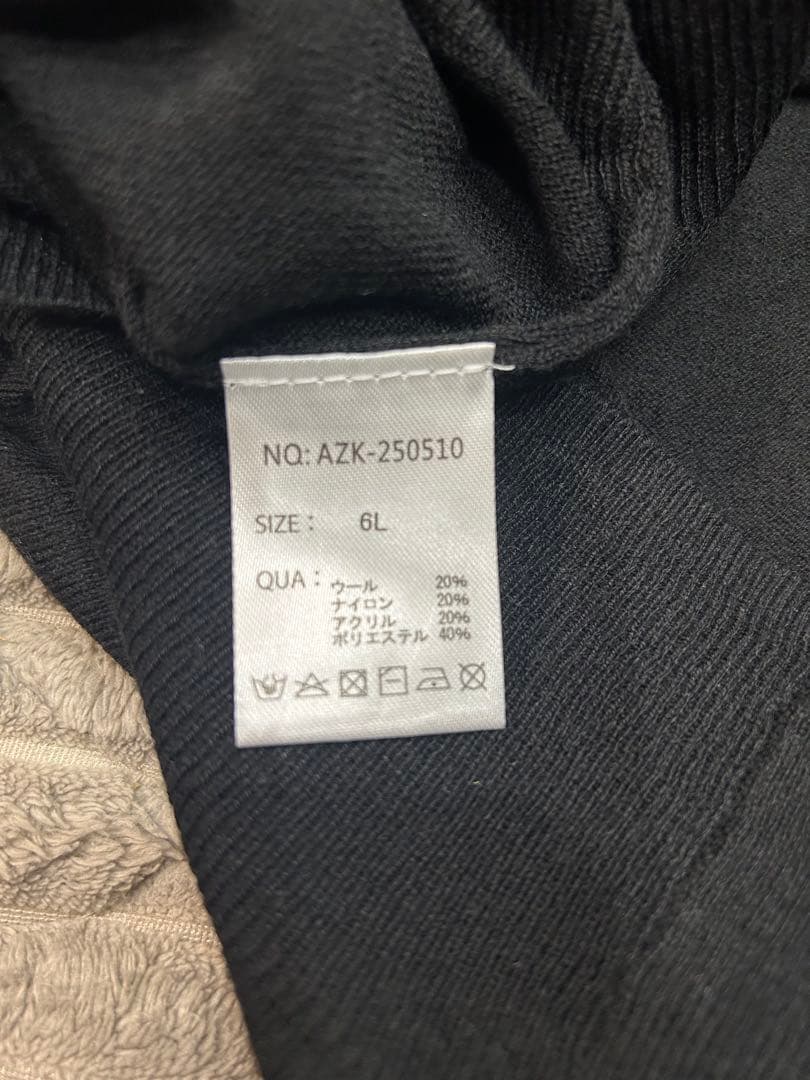 NO: AZK-250510
SIZE： 6L
QUA： ウール 20%
ナイロン 20%
アクリル 20%
ポリエステル 40%